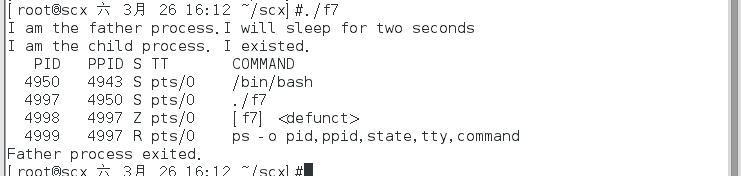 [root@scx 六 3月 26 16:12 ~/scx]#./f7
I am the father process.I will sleep for two seconds
I am the child process. I existed.
PID PPID S TT COMMAND
4950 4943 S pts/0 /bin/bash
4997 4950 S pts/0 ./f7
4998 4997 Z pts/0 [f7] <defunct>
4999 4997 R pts/0 ps -o pid,ppid,state,tty,command
Father process exited.
[root@scx 六 3月 26 16:12 ~/scx]#